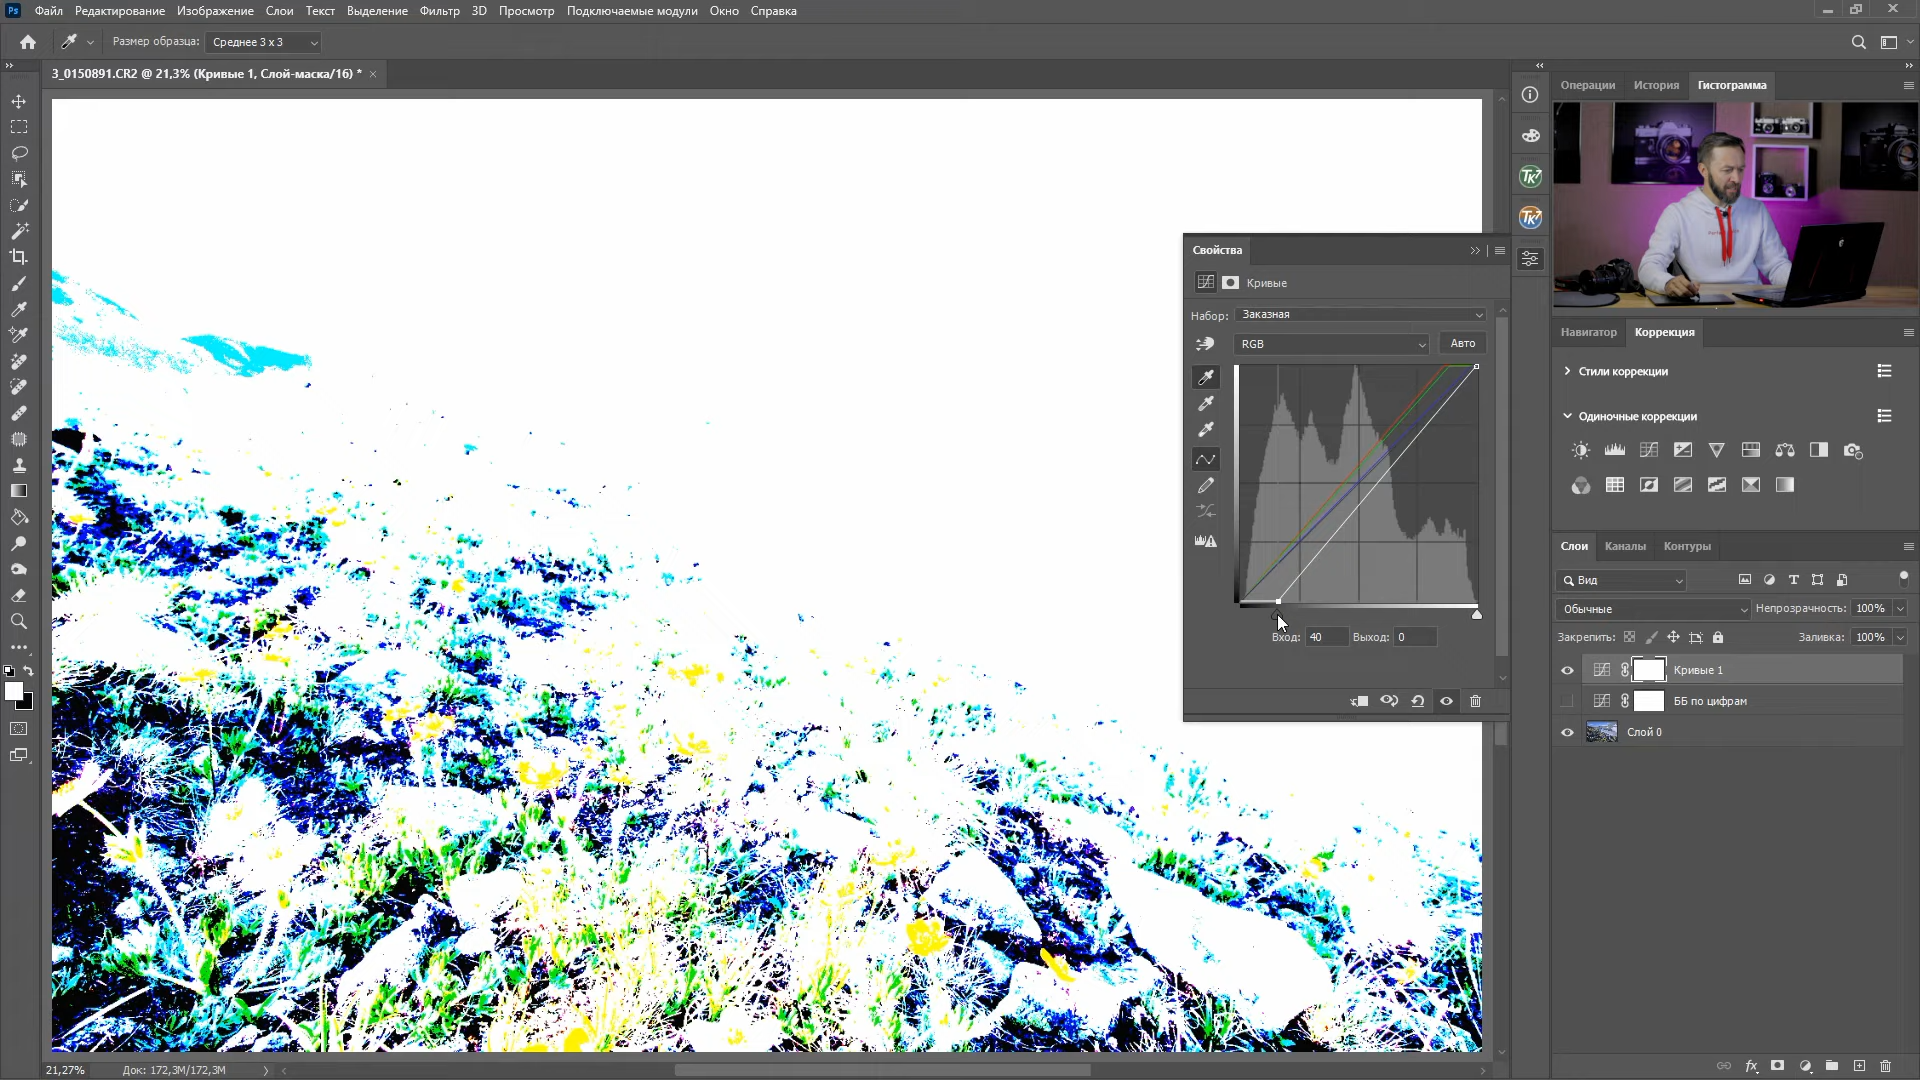 Ps Файл Редактирование Изображение Слои Текст Выделение Фильтр 3D Просмотр Подключаемые модули Окно Справка
Размер образца: Среднее 3 x 3
3_0150891.CR2 @ 21,3% (Кривые 1, Слой-маска/16) * ×
Операции История Гистограмма
TK7
TK7
Свойства
Кривые
Набор: Заказная
RGB Авто
Вход: 40 Выход: 0
Навигатор Коррекция
Стили коррекции
Одиночные коррекции
Слои Каналы Контуры
Вид
Обычные Непрозрачность: 100%
Закрепить: Заливка: 100%
Кривые 1
ББ по цифрам
Слой 0
21,27% Док: 172,3M/172,3M
fx